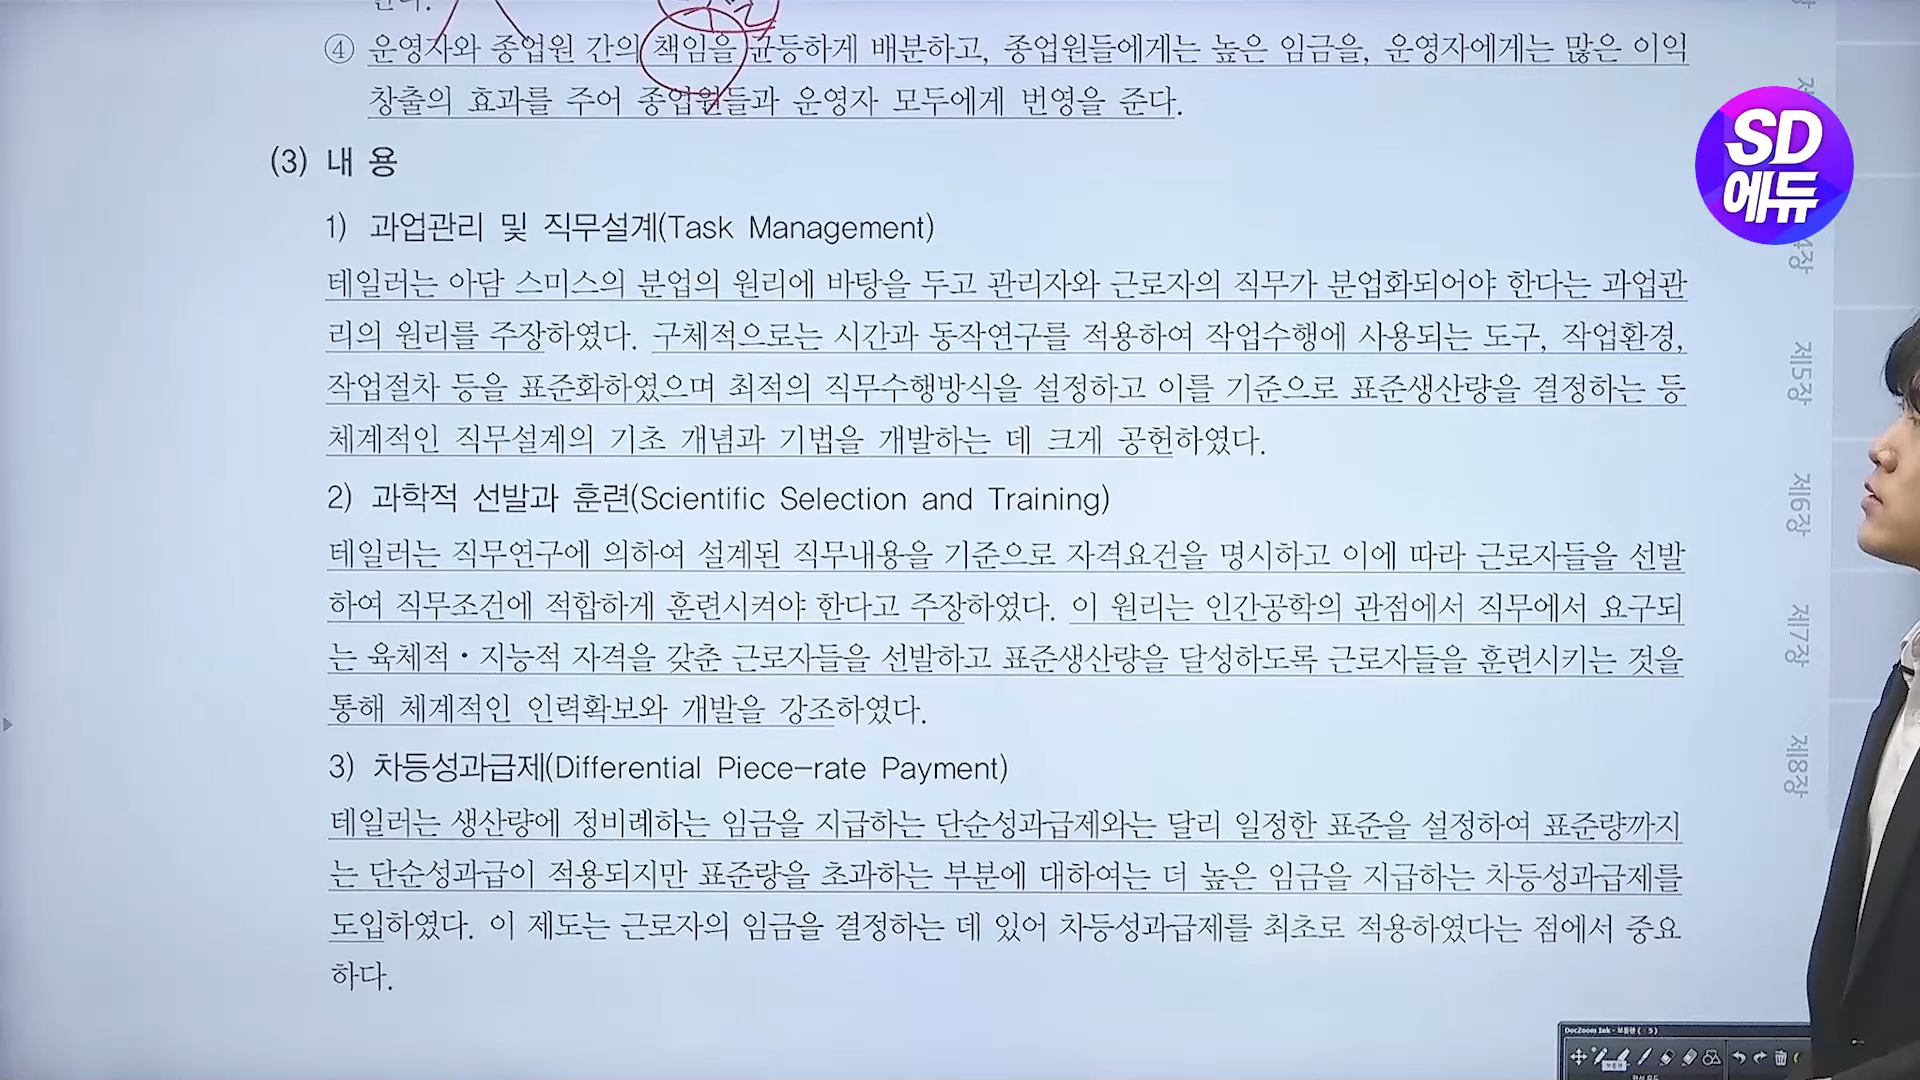 ④ 운영자와 종업원 간의 책임을 균등하게 배분하고, 종업원들에게는 높은 임금을, 운영자에게는 많은 이익
창출의 효과를 주어 종업원들과 운영자 모두에게 번영을 준다.
(3) 내 용
1) 과업관리 및 직무설계(Task Management)
테일러는 아담 스미스의 분업의 원리에 바탕을 두고 관리자와 근로자의 직무가 분업화되어야 한다는 과업관
리의 원리를 주장하였다. 구체적으로는 시간과 동작연구를 적용하여 작업수행에 사용되는 도구, 작업환경,
작업절차 등을 표준화하였으며 최적의 직무수행방식을 설정하고 이를 기준으로 표준생산량을 결정하는 등
체계적인 직무설계의 기초 개념과 기법을 개발하는 데 크게 공헌하였다.
2) 과학적 선발과 훈련(Scientific Selection and Training)
테일러는 직무연구에 의하여 설계된 직무내용을 기준으로 자격요건을 명시하고 이에 따라 근로자들을 선발
하여 직무조건에 적합하게 훈련시켜야 한다고 주장하였다. 이 원리는 인간공학의 관점에서 직무에서 요구되
는 육체적·지능적 자격을 갖춘 근로자들을 선발하고 표준생산량을 달성하도록 근로자들을 훈련시키는 것을
통해 체계적인 인력확보와 개발을 강조하였다.
3) 차등성과급제(Differential Piece-rate Payment)
테일러는 생산량에 정비례하는 임금을 지급하는 단순성과급제와는 달리 일정한 표준을 설정하여 표준량까지
는 단순성과급이 적용되지만 표준량을 초과하는 부분에 대하여는 더 높은 임금을 지급하는 차등성과급제를
도입하였다. 이 제도는 근로자의 임금을 결정하는 데 있어 차등성과급제를 최초로 적용하였다는 점에서 중요
하다.
SD
에듀
제5장
제6장
제7장
제8장
DocZoom Ink - 보통펜 ( 5 )